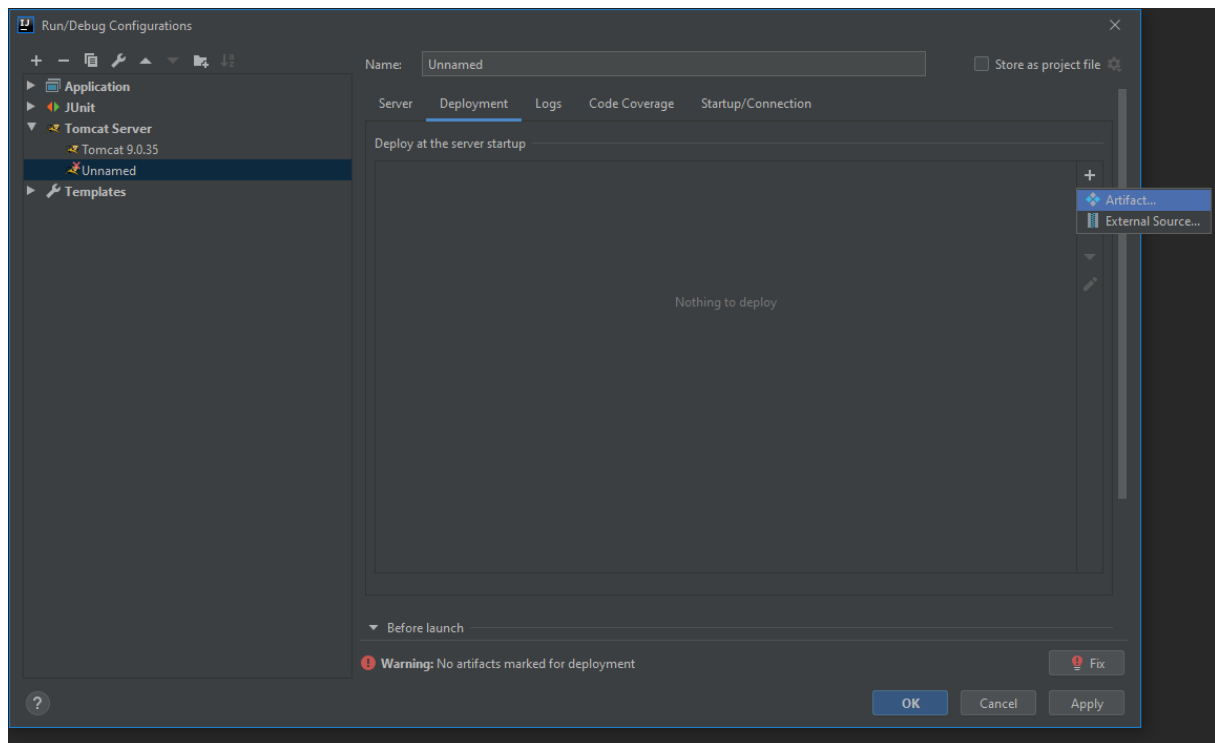 Run/Debug Configurations
Name: Unnamed Store as project file
Application
JUnit
Tomcat Server
Tomcat 9.0.35
Unnamed
Templates
Server Deployment Logs Code Coverage Startup/Connection
Deploy at the server startup
Artifact...
External Source...
Nothing to deploy
Before launch
Warning: No artifacts marked for deployment
Fix
?
OK Cancel Apply